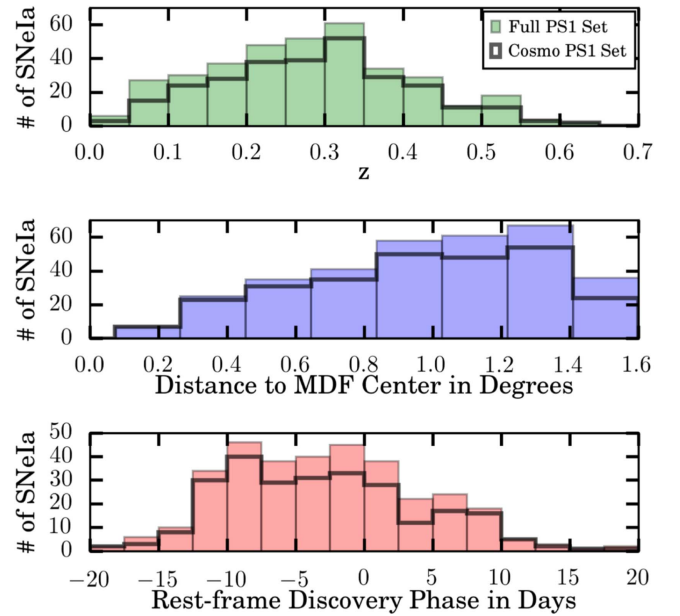 # of SNeIa
60
40
20
0
Full PS1 Set
Cosmo PS1 Set
0.0 0.1 0.2 0.3 0.4 0.5 0.6 0.7
z
# of SNeIa
60
40
20
0
0.0 0.2 0.4 0.6 0.8 1.0 1.2 1.4 1.6
Distance to MDF Center in Degrees
# of SNeIa
50
40
30
20
10
0
−20 −15 −10 −5 0 5 10 15 20
Rest-frame Discovery Phase in Days